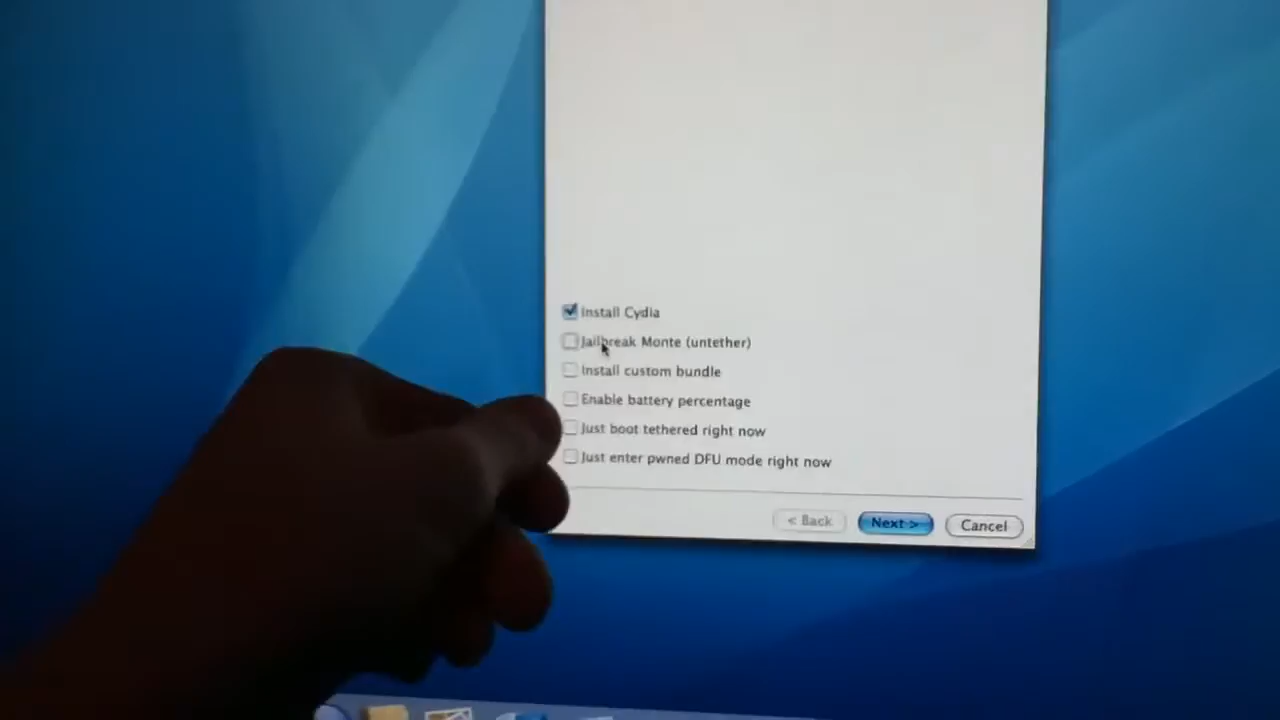 Install Cydia
Jailbreak Monte (untether)
Install custom bundle
Enable battery percentage
Just boot tethered right now
Just enter pwned DFU mode right now
< Back
Next >
Cancel